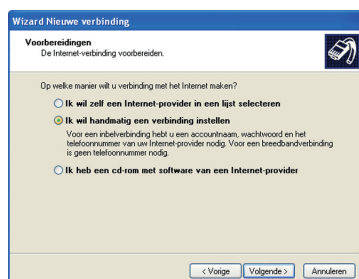 Wizard Nieuwe verbinding
Voorbereidingen
De Internet-verbinding voorbereiden.
Op welke manier wilt u verbinding met het Internet maken?
Ik wil zelf een Internet-provider in een lijst selecteren
Ik wil handmatig een verbinding instellen
Voor een inbelverbinding hebt u een accountnaam, wachtwoord en het
telefoonnummer van uw Internet-provider nodig. Voor een breedbandverbinding
is geen telefoonnummer nodig.
Ik heb een cd-rom met software van een Internet-provider
< Vorige
Volgende >
Annuleren